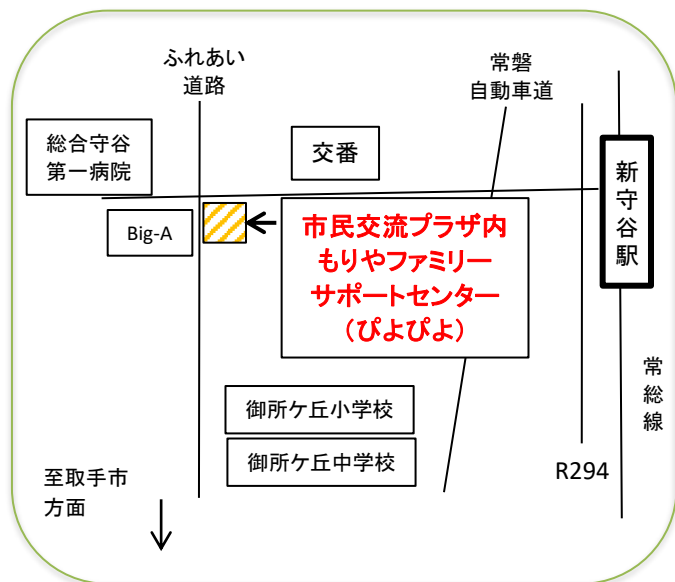 ふれあい
道路
常磐
自動車道
総合守谷
第一病院
交番
新守谷駅
Big-A
市民交流プラザ内
もりやファミリー
サポートセンター
（ぴよぴよ）
常総線
御所ケ丘小学校
御所ケ丘中学校
R294
至取手市
方面